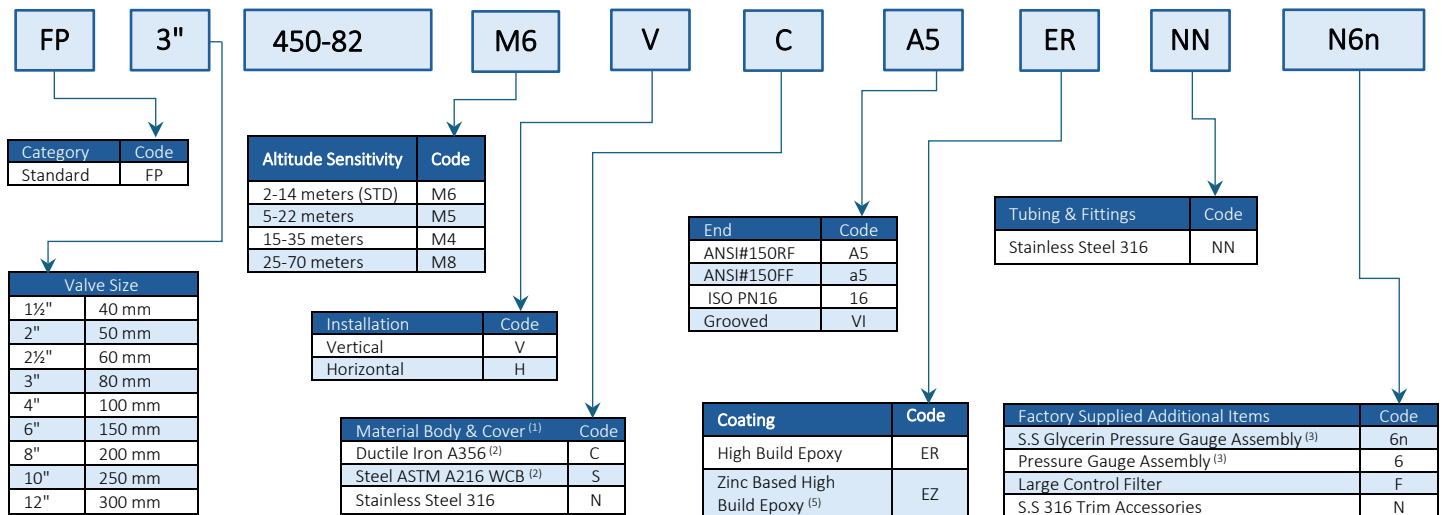 FP 3" 450-82 M6 V C A5 ER NN N6n
Category Code
Standard FP
Altitude Sensitivity Code
2-14 meters (STD) M6
5-22 meters M5
15-35 meters M4
25-70 meters M8
Valve Size
1½" 40 mm
2" 50 mm
2½" 60 mm
3" 80 mm
4" 100 mm
6" 150 mm
8" 200 mm
10" 250 mm
12" 300 mm
Installation Code
Vertical V
Horizontal H
Material Body & Cover (1) Code
Ductile Iron A356 (2) C
Steel ASTM A216 WCB (2) S
Stainless Steel 316 N
End Code
ANSI#150RF A5
ANSI#150FF a5
ISO PN16 16
Grooved VI
Coating Code
High Build Epoxy ER
Zinc Based High
Build Epoxy (5) EZ
Tubing & Fittings Code
Stainless Steel 316 NN
Factory Supplied Additional Items Code
S.S Glycerin Pressure Gauge Assembly (3) 6n
Pressure Gauge Assembly (3) 6
Large Control Filter F
S.S 316 Trim Accessories N